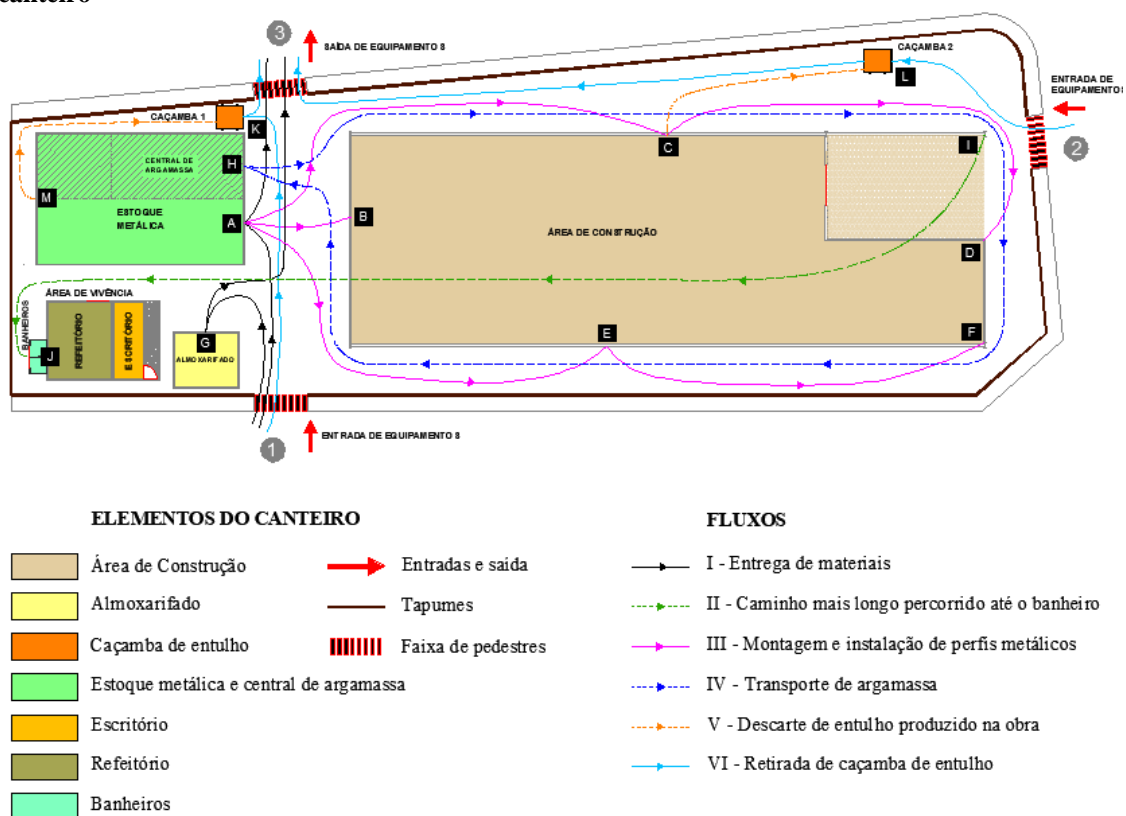 canteiro
3
SAÍDA DE EQUIPAMENTO S
CAÇAMBA 2
L
ENTRADA DE
EQUIPAMENTOS
2
CAÇAMBA 1
K
CENTRAL DE
ARGAMASSA
H
C
I
M
ESTOQUE
METÁLICA
A
B
ÁREA DE CONSTRUÇÃO
D
ÁREA DE VIVÊNCIA
BANHEIROS
J
REFEITÓRIO
ESCRITÓRIO
G
ALMOXARIFADO
E
F
1
ENTRADA DE EQUIPAMENTO S
ELEMENTOS DO CANTEIRO
Área de Construção
Almoxarifado
Caçamba de entulho
Estoque metálica e central de argamassa
Escritório
Refeitório
Banheiros
Entradas e saida
Tapumes
Faixa de pedestres
FLUXOS
I - Entrega de materiais
II - Caminho mais longo percorrido até o banheiro
III - Montagem e instalação de perfis metálicos
IV - Transporte de argamassa
V - Descarte de entulho produzido na obra
VI - Retirada de caçamba de entulho